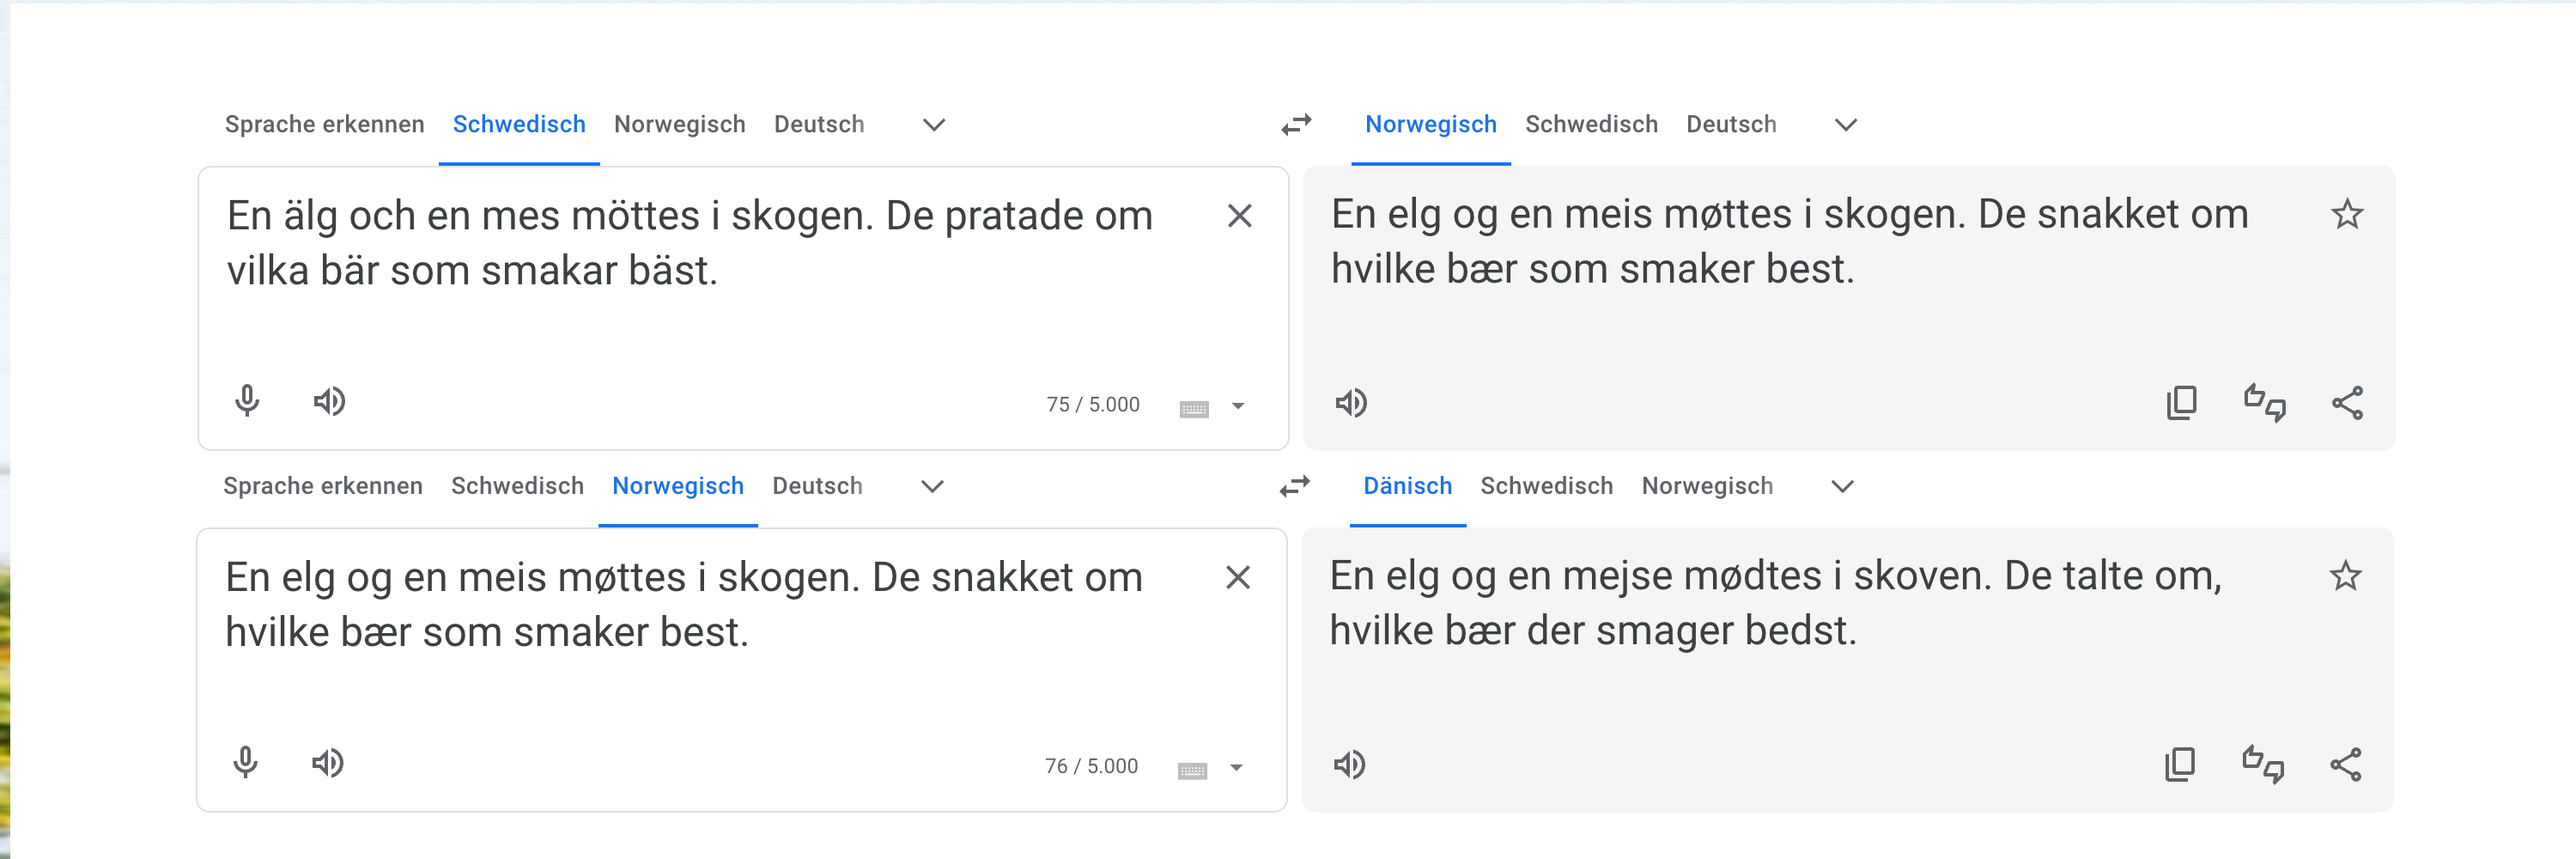 Sprache erkennen Schwedisch Norwegisch Deutsch
Norwegisch Schwedisch Deutsch
En älg och en mes möttes i skogen. De pratade om
vilka bär som smakar bäst.
75 / 5.000
En elg og en meis møttes i skogen. De snakket om
hvilke bær som smaker best.
Sprache erkennen Schwedisch Norwegisch Deutsch
Dänisch Schwedisch Norwegisch
En elg og en meis møttes i skogen. De snakket om
hvilke bær som smaker best.
76 / 5.000
En elg og en mejse mødtes i skoven. De talte om,
hvilke bær der smager bedst.